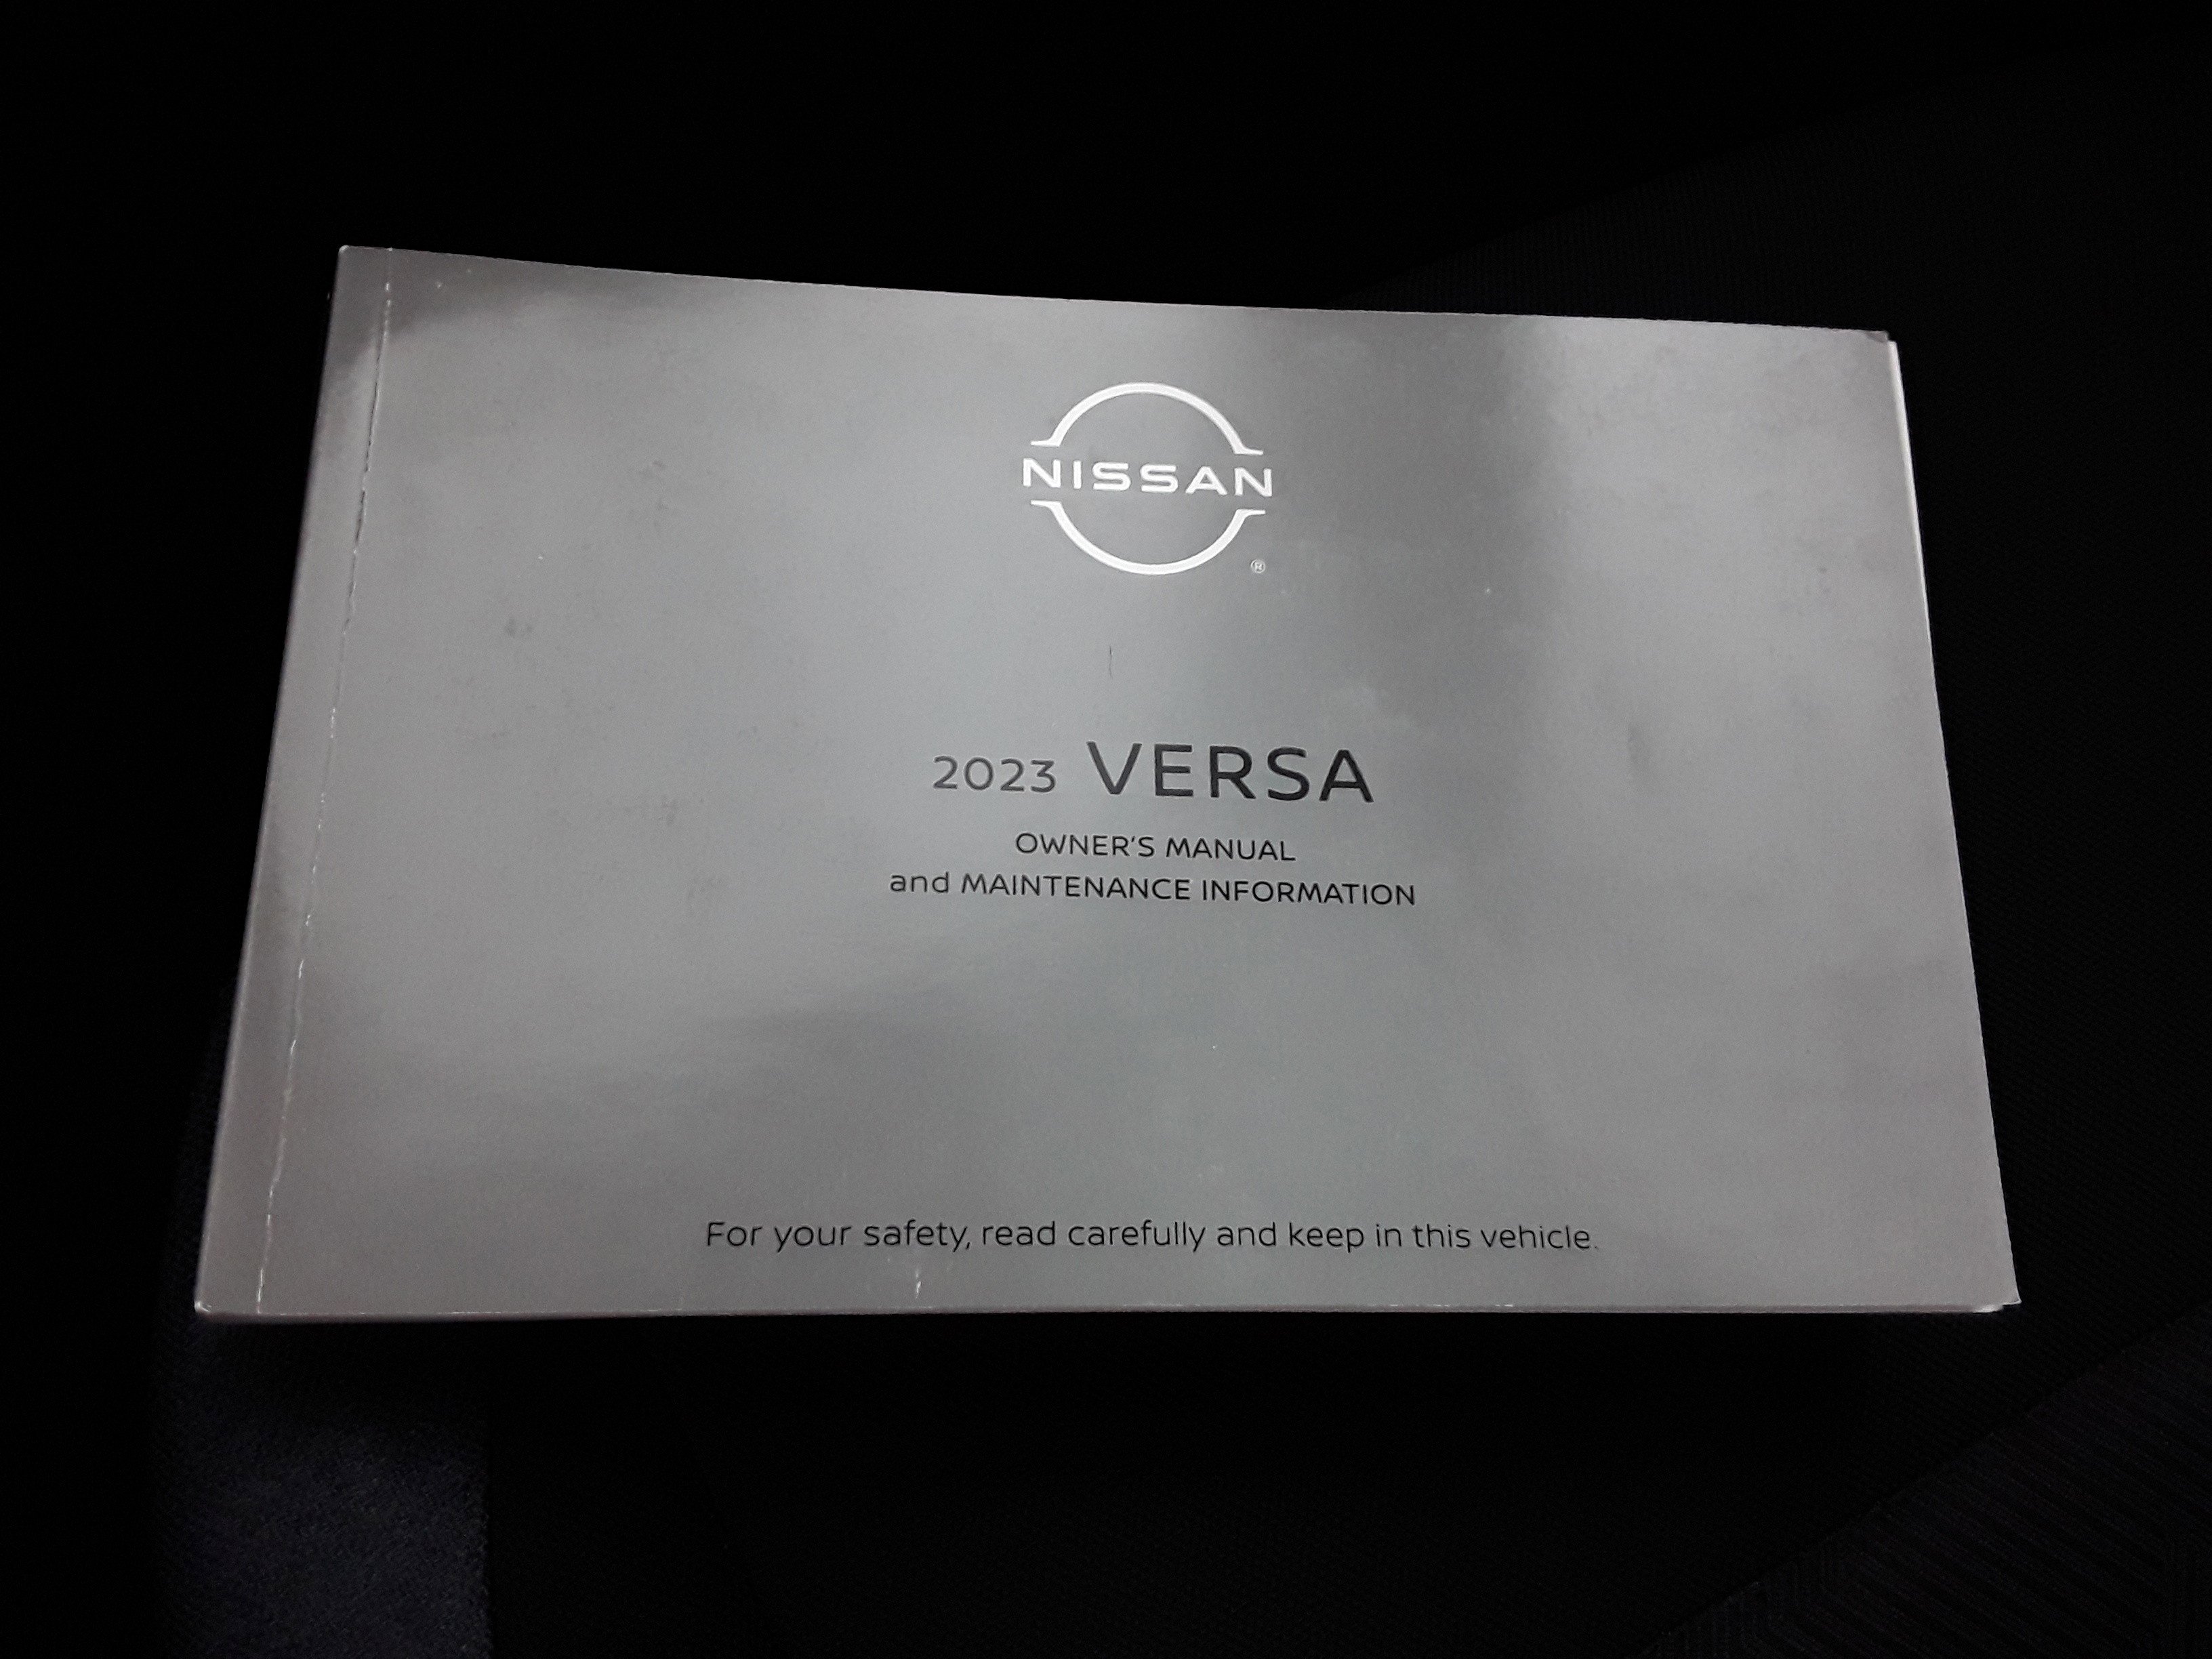 NISSAN
®
2023 VERSA
OWNER'S MANUAL
and MAINTENANCE INFORMATION
For your safety, read carefully and keep in this vehicle.